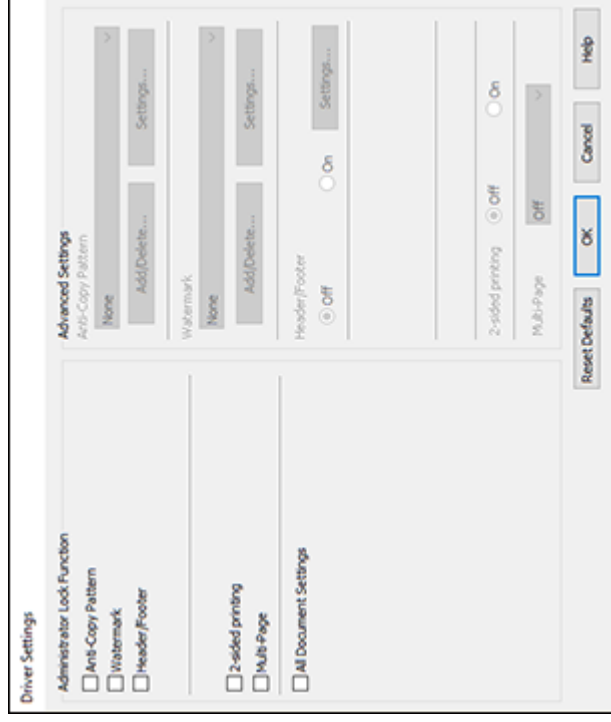 Driver Settings
Administrator Lock Function
Anti-Copy Pattern
Watermark
Header/Footer
2-sided printing
Multi-Page
All Document Settings
Advanced Settings
Anti-Copy Pattern
None
Add/Delete...
Settings...
Watermark
None
Add/Delete...
Settings...
Header/Footer
Off
On
Settings...
2-sided printing
Off
On
Multi-Page
Off
Reset Defaults
OK
Cancel
Help